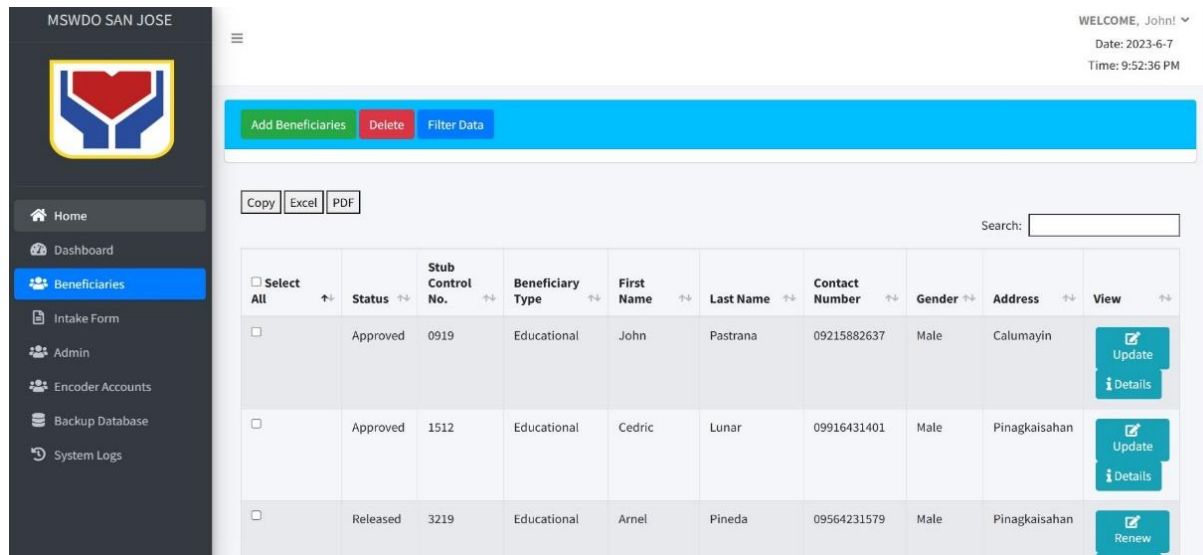 MSWDO SAN JOSE
WELCOME, John!
Date: 2023-6-7
Time: 9:52:36 PM
Home
Dashboard
Beneficiaries
Intake Form
Admin
Encoder Accounts
Backup Database
System Logs
Add Beneficiaries Delete Filter Data
Copy Excel PDF
Search:
Select All Status Stub Control No. Beneficiary Type First Name Last Name Contact Number Gender Address View
Approved 0919 Educational John Pastrana 09215882637 Male Calumayin
Update
Details
Approved 1512 Educational Cedric Lunar 09916431401 Male Pinagkaisahan
Update
Details
Released 3219 Educational Arnel Pineda 09564231579 Male Pinagkaisahan
Renew